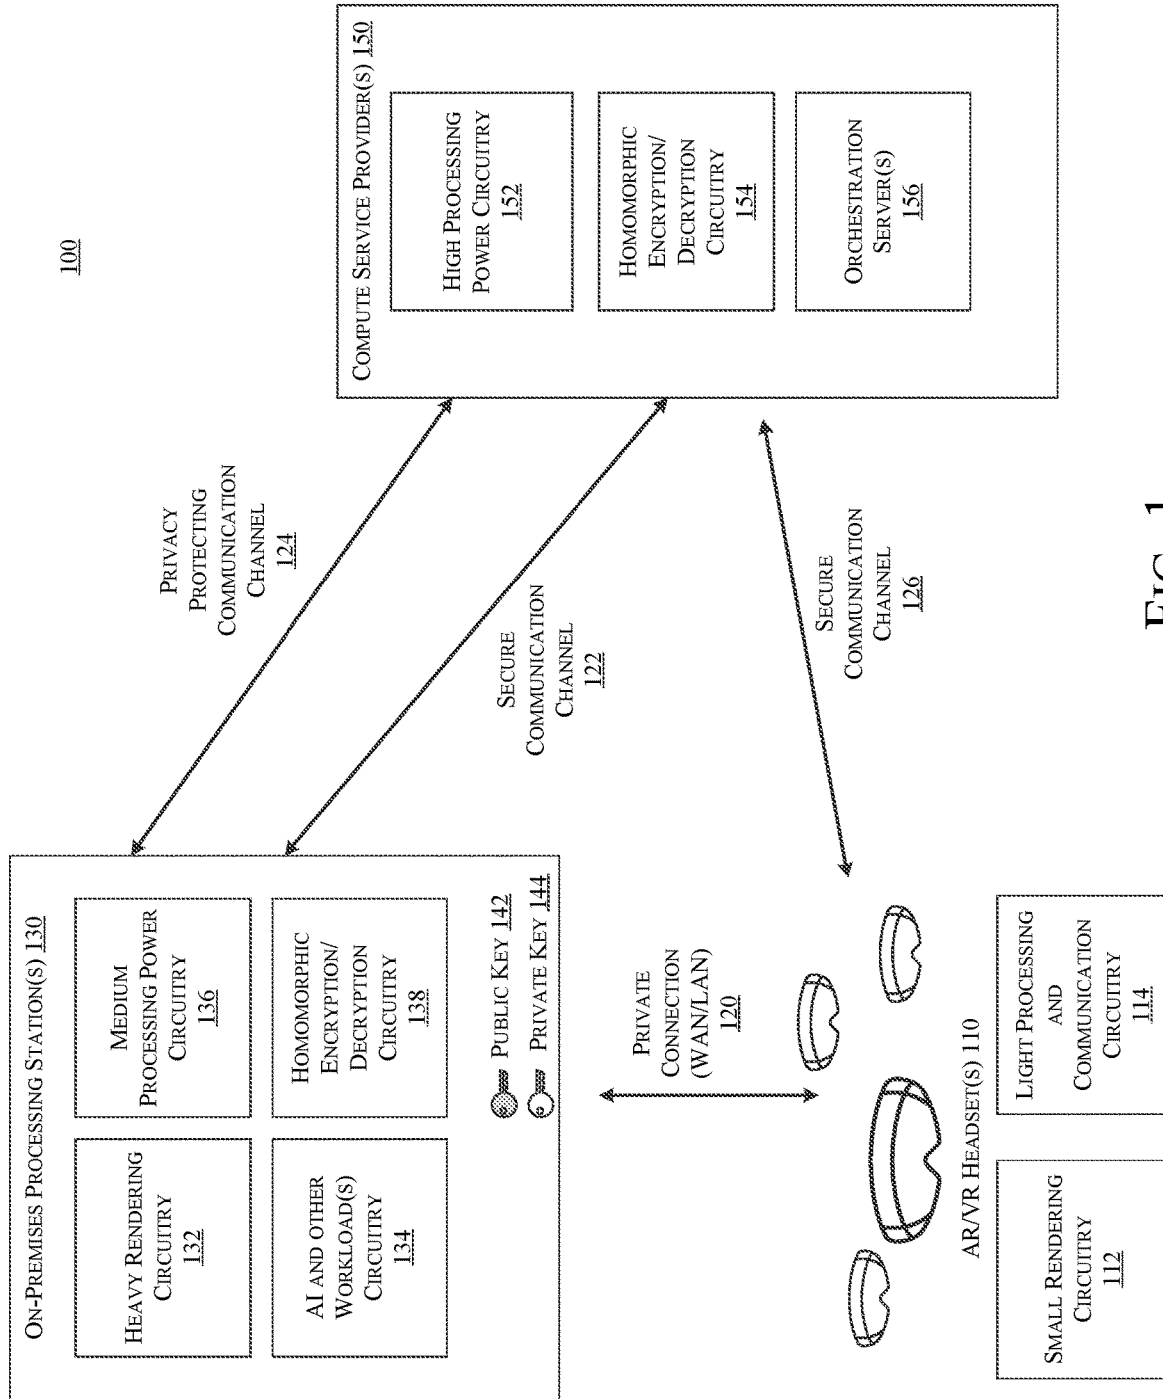 100
ON-PREMISES PROCESSING STATION(S) 130
HEAVY RENDERING
CIRCUITRY
132
MEDIUM
PROCESSING POWER
CIRCUITRY
136
AI AND OTHER
WORKLOAD(S)
CIRCUITRY
134
HOMOMORPHIC
ENCRYPTION/
DECRYPTION
CIRCUITRY
138
PUBLIC KEY 142
PRIVATE KEY 144
PRIVACY
PROTECTING
COMMUNICATION
CHANNEL
124
SECURE
COMMUNICATION
CHANNEL
122
COMPUTE SERVICE PROVIDER(S) 150
HIGH PROCESSING
POWER CIRCUITRY
152
HOMOMORPHIC
ENCRYPTION/
DECRYPTION
CIRCUITRY
154
ORCHESTRATION
SERVER(S)
156
PRIVATE
CONNECTION
(WAN/LAN)
120
SECURE
COMMUNICATION
CHANNEL
126
AR/VR HEADSET(S) 110
SMALL RENDERING
CIRCUITRY
112
LIGHT PROCESSING
AND
COMMUNICATION
CIRCUITRY
114
FIG. 1